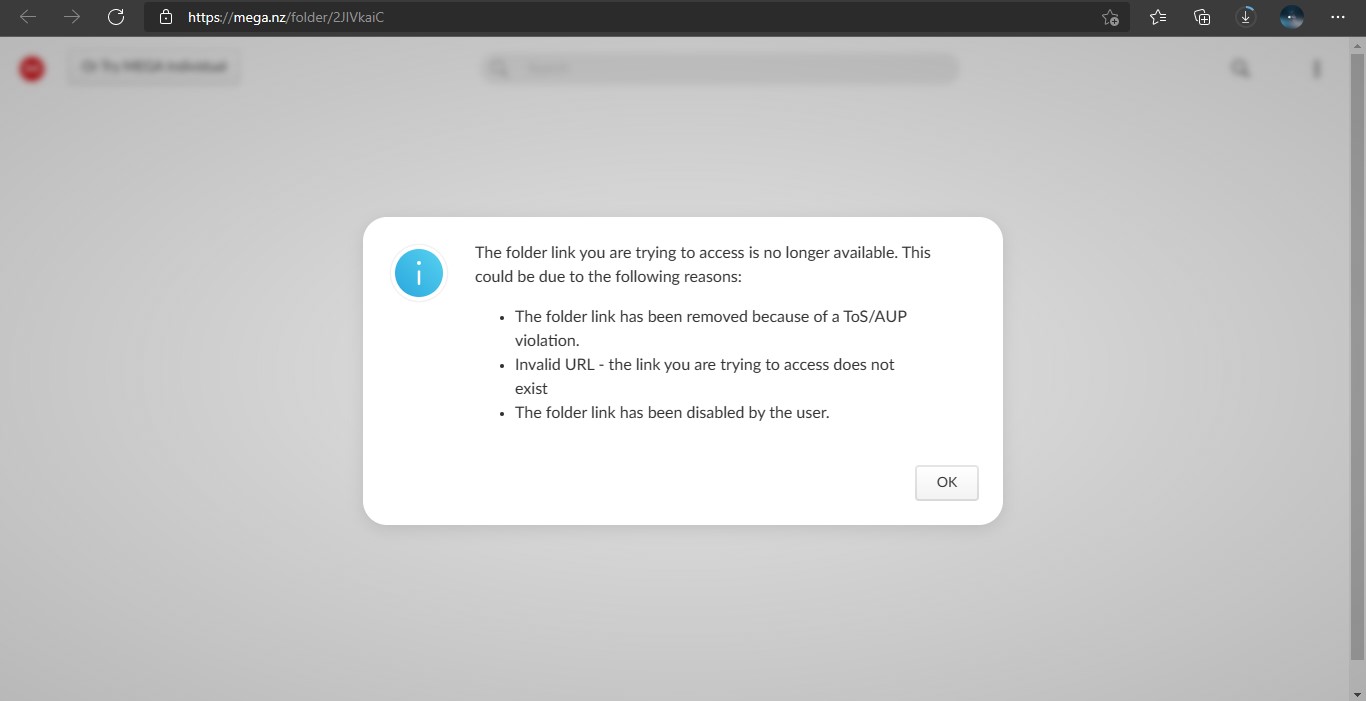 https://mega.nz/folder/2JIVkaiC
The folder link you are trying to access is no longer available. This
could be due to the following reasons:
• The folder link has been removed because of a ToS/AUP
violation.
• Invalid URL - the link you are trying to access does not
exist
• The folder link has been disabled by the user.
OK